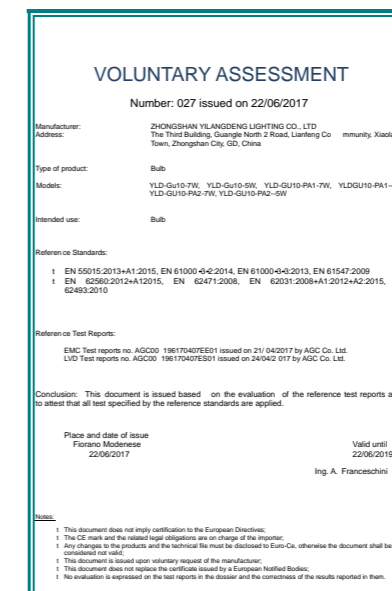 VOLUNTARY ASSESSMENT
Number: 027 issued on 22/06/2017
Manufacturer: ZHONGSHAN YILANGDENG LIGHTING CO., LTD
Address: The Third Building, Guangle North 2 Road, Lianfeng Co mmunity, Xiaola
Town, Zhongshan City, GD, China
Type of product: Bulb
Models: YLD-Gu10-7W, YLD-Gu10-5W, YLD-GU10-PA1-7W, YLDGU10-PA1--
YLD-GU10-PA2-7W, YLD-GU10-PA2--5W
Intended use: Bulb
Referen ce Standards:
t EN 55015:2013+A1:2015, EN 61000-3-2:2014, EN 61000-3-3:2013, EN 61547:2009
t EN 62560:2012+A12015, EN 62471:2008, EN 62031:2008+A1:2012+A2:2015,
62493:2010
Referen ce Test Reports:
EMC Test reports no. AGC00 196170407EE01 issued on 21/ 04/2017 by AGC Co. Ltd.
LVD Test reports no. AGC00 196170407ES01 issued on 24/04/2 017 by AGC Co. Ltd.
Conclusion: This document is issued based on the evaluation of the reference test reports a
to attest that all test specified by the reference standards are applied.
Place and date of issue
Fiorano Modenese Valid until
22/06/2017 22/06/2019
Ing. A. Franceschini
Notes:
t This document does not imply certification to the European Directives;
t The CE mark and the related legal obligations are on charge of the importer;
t Any changes to the products and the technical file must be disclosed to Euro-Ce, otherwise the document shall be
considered not valid;
t This document is issued upon voluntary request of the manufacturer;
t This document does not replace the certificate issued by a European Notified Bodies;
t No evaluation is expressed on the test reports in the dossier and the correctness of the results reported in them.